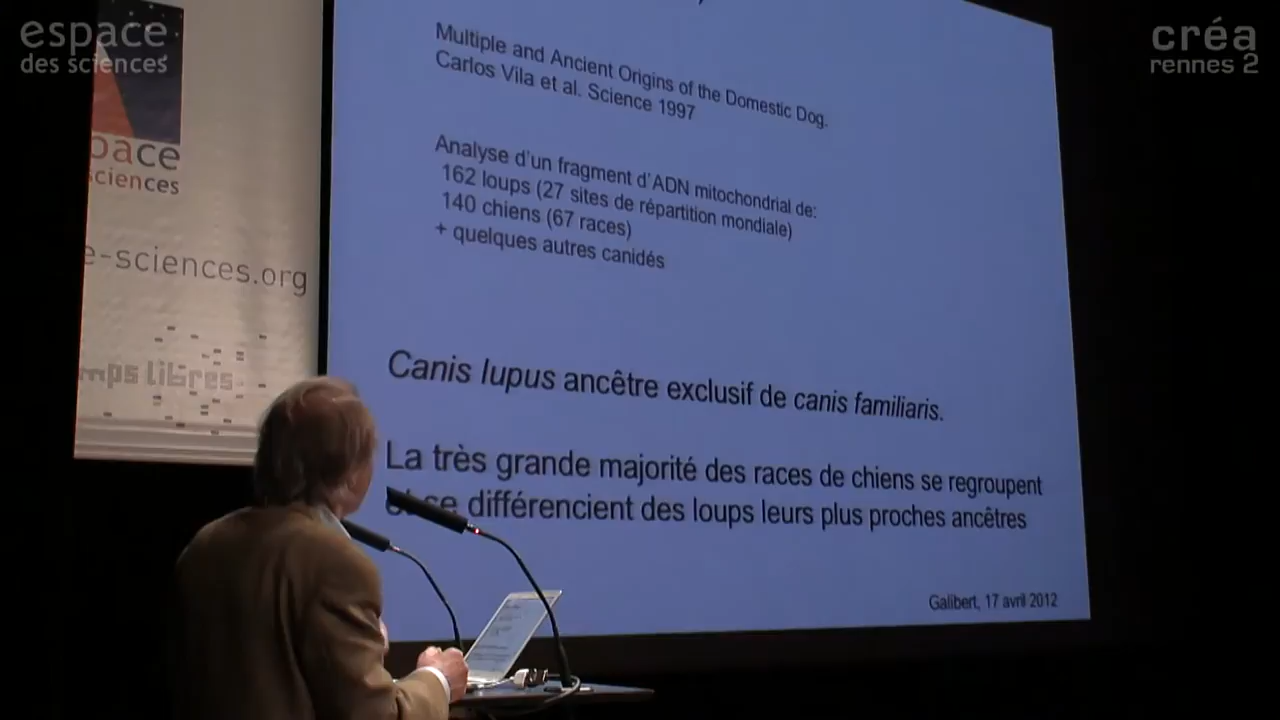 espace
des sciences
créa
rennes 2
pace
sciences
e-sciences.org
mps libres
Multiple and Ancient Origins of the Domestic Dog.
Carlos Vila et al. Science 1997
Analyse d'un fragment d'ADN mitochondrial de:
162 loups (27 sites de répartition mondiale)
140 chiens (67 races)
+ quelques autres canidés
Canis lupus ancêtre exclusif de canis familiaris.
La très grande majorité des races de chiens se regroupent
et se différencient des loups leurs plus proches ancêtres
Galibert, 17 avril 2012